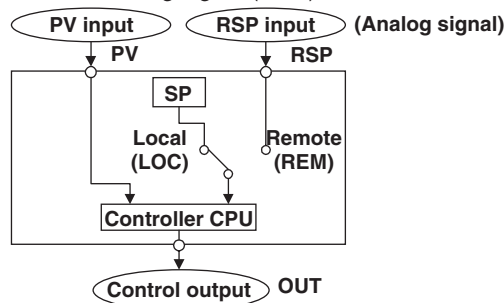 PV input
RSP input
(Analog signal)
PV
RSP
SP
Local
(LOC)
Remote
(REM)
Controller CPU
Control output
OUT